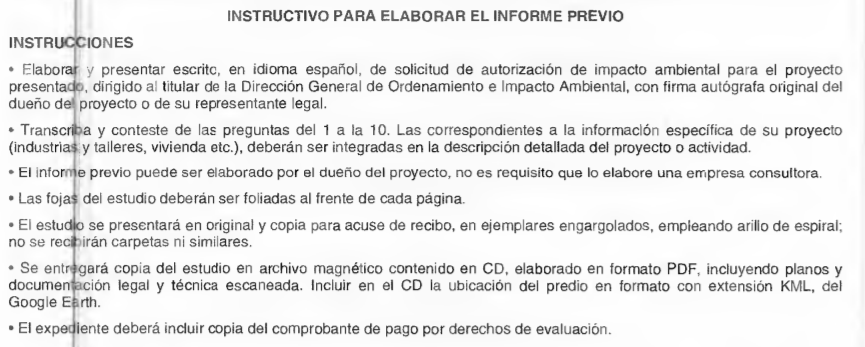 INSTRUCTIVO PARA ELABORAR EL INFORME PREVIO
INSTRUCCIONES
• Elaborar y presentar escrito, en idioma español, de solicitud de autorización de impacto ambiental para el proyecto
presentado, dirigido al titular de la Dirección General de Ordenamiento e Impacto Ambiental, con firma autógrafa original del
dueño del proyecto o de su representante legal.
• Transcriba y conteste de las preguntas del 1 a la 10. Las correspondientes a la información específica de su proyecto
(industrias y talleres, vivienda etc.), deberán ser integradas en la descripción detallada del proyecto o actividad.
• El informe previo puede ser elaborado por el dueño del proyecto, no es requisito que lo elabore una empresa consultora.
• Las fojas del estudio deberán ser foliadas al frente de cada página.
• El estudio se presentará en original y copia para acuse de recibo, en ejemplares engargolados, empleando arillo de espiral;
no se recibirán carpetas ni similares.
• Se entregará copia del estudio en archivo magnético contenido en CD, elaborado en formato PDF, incluyendo planos y
documentación legal y técnica escaneada. Incluir en el CD la ubicación del predio en formato con extensión KML, del
Google Earth.
• El expediente deberá incluir copia del comprobante de pago por derechos de evaluación.